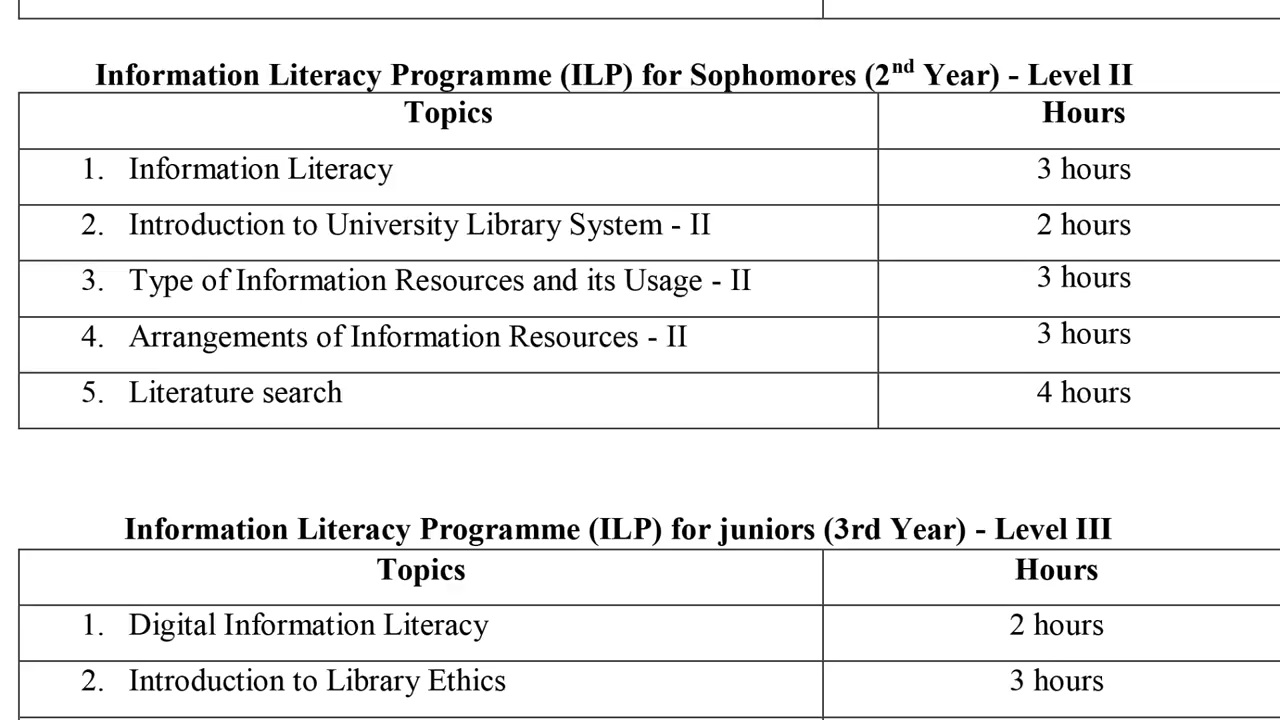 Information Literacy Programme (ILP) for Sophomores (2nd Year) - Level II
Topics Hours
1. Information Literacy 3 hours
2. Introduction to University Library System - II 2 hours
3. Type of Information Resources and its Usage - II 3 hours
4. Arrangements of Information Resources - II 3 hours
5. Literature search 4 hours
Information Literacy Programme (ILP) for juniors (3rd Year) - Level III
Topics Hours
1. Digital Information Literacy 2 hours
2. Introduction to Library Ethics 3 hours